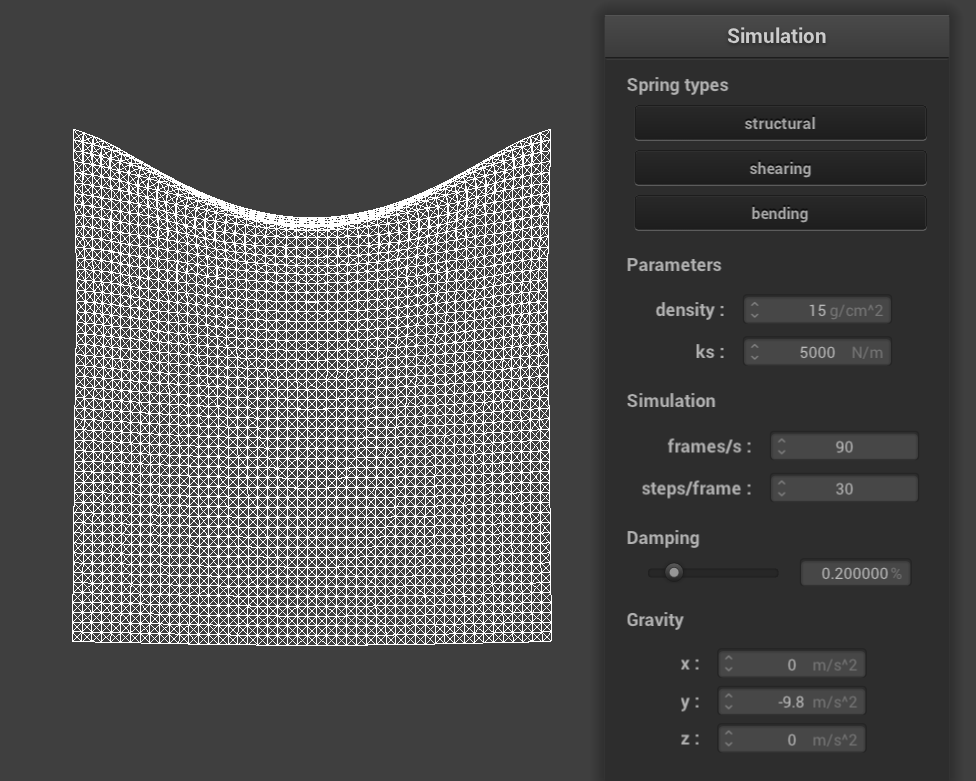 Simulation
Spring types
structural
shearing
bending
Parameters
density : 15 g/cm^2
ks : 5000 N/m
Simulation
frames/s : 90
steps/frame : 30
Damping
0.200000 %
Gravity
x : 0 m/s^2
y : -9.8 m/s^2
z : 0 m/s^2